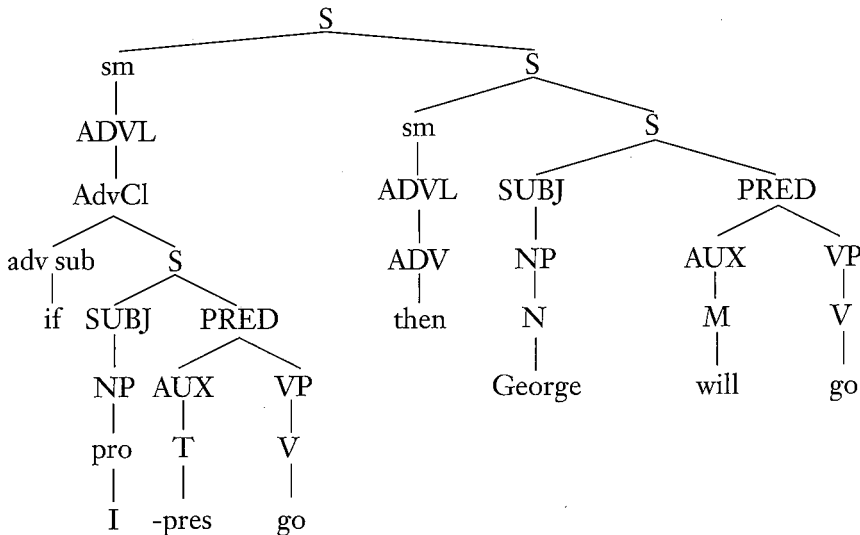 S
sm S
ADVL sm S
AdvCl ADVL SUBJ PRED
adv sub S ADV NP AUX VP
if SUBJ PRED then N M V
NP AUX VP George will go
pro T V
I -pres go